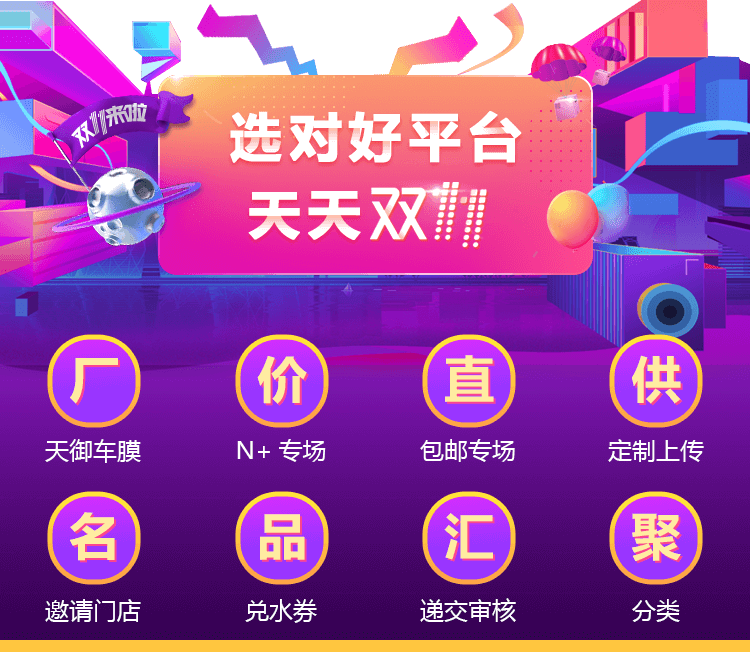 双11来啦
选对好平台
天天双11
厂 价 直 供
天御车膜 N+ 专场 包邮专场 定制上传
名 品 汇 聚
邀请门店 兑水券 递交审核 分类